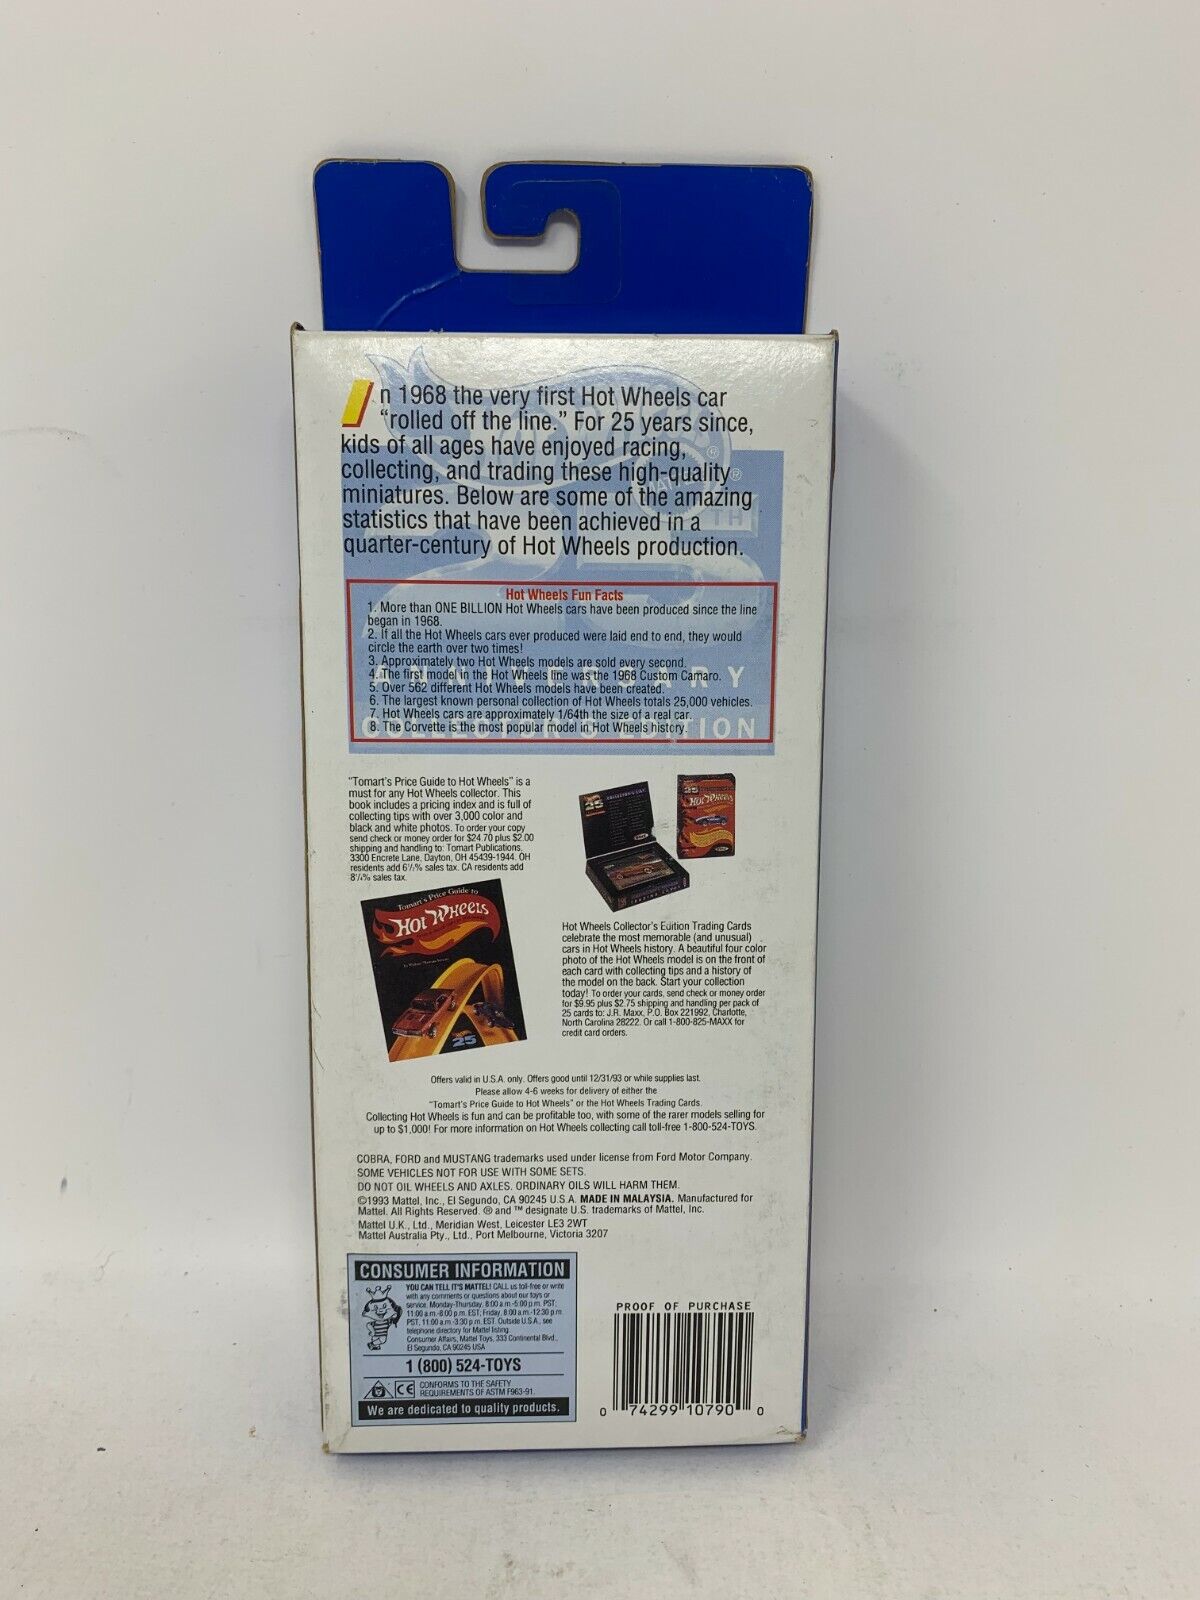 In 1968 the very first Hot Wheels car
"rolled off the line." For 25 years since,
kids of all ages have enjoyed racing,
collecting, and trading these high-quality
miniatures. Below are some of the amazing
statistics that have been achieved in a
quarter-century of Hot Wheels production.
TH
ANNIVERSARY
COLLECTOR'S EDITION
Hot Wheels Fun Facts
1. More than ONE BILLION Hot Wheels cars have been produced since the line
began in 1968.
2. If all the Hot Wheels cars ever produced were laid end to end, they would
circle the earth over two times!
3. Approximately two Hot Wheels models are sold every second.
4. The first model in the Hot Wheels line was the 1968 Custom Camaro.
5. Over 562 different Hot Wheels models have been created.
6. The largest known personal collection of Hot Wheels totals 25,000 vehicles.
7. Hot Wheels cars are approximately 1/64th the size of a real car.
8. The Corvette is the most popular model in Hot Wheels history.
"Tomart's Price Guide to Hot Wheels" is a
must for any Hot Wheels collector. This
book includes a pricing index and is full of
collecting tips with over 3,000 color and
black and white photos. To order your copy
send check or money order for $24.70 plus $2.00
shipping and handling to: Tomart Publications,
3300 Encrete Lane, Dayton, OH 45439-1944. OH
residents add sales tax. CA residents add
sales tax.
Tomart's Price Guide to
HOT WHEELS
25
25
25
HOT WHEELS
Hot Wheels Collector's Edition Trading Cards
celebrate the most memorable (and unusual)
cars in Hot Wheels history. A beautiful four color
photo of the Hot Wheels model is on the front of
each card with collecting tips and a history of
the model on the back. Start your collection
today! To order your cards, send check or money order
for $9.95 plus $2.75 shipping and handling per pack of
25 cards to: J.R. Maxx, P.O. Box 221992, Charlotte,
North Carolina 28222. Or call 1-800-825-MAXX for
credit card orders.
Offers valid in U.S.A. only. Offers good until 12/31/93 or while supplies last.
Please allow 4-6 weeks for delivery of either the
"Tomart's Price Guide to Hot Wheels" or the Hot Wheels Trading Cards.
Collecting Hot Wheels is fun and can be profitable too, with some of the rarer models selling for
up to $1,000! For more information on Hot Wheels collecting call toll-free 1-800-524-TOYS.
COBRA, FORD and MUSTANG trademarks used under license from Ford Motor Company.
SOME VEHICLES NOT FOR USE WITH SOME SETS.
DO NOT OIL WHEELS AND AXLES. ORDINARY OILS WILL HARM THEM.
©1993 Mattel, Inc., El Segundo, CA 90245 U.S.A. MADE IN MALAYSIA. Manufactured for
Mattel. All Rights Reserved. ® and ™ designate U.S. trademarks of Mattel, Inc.
Mattel U.K., Ltd., Meridian West, Leicester LE3 2WT
Mattel Australia Pty., Ltd., Port Melbourne, Victoria 3207
CONSUMER INFORMATION
YOU CAN TELL IT'S MATTEL! CALL us toll-free or write
with any comments or questions about our toys or
service. Monday-Thursday, 8:00 a.m.-5:00 p.m. PST,
11:00 a.m.-8:00 p.m. EST; Friday, 8:00 a.m.-12:30 p.m.
PST, 11:00 a.m.-3:30 p.m. EST. Outside U.S.A., see
telephone directory for Mattel listing.
Consumer Affairs, Mattel Toys, 333 Continental Blvd.,
El Segundo, CA 90245 USA
1 (800) 524-TOYS
CE CONFORMS TO THE SAFETY
REQUIREMENTS OF ASTM F963-91.
We are dedicated to quality products.
PROOF OF PURCHASE
0 74299 10790 0